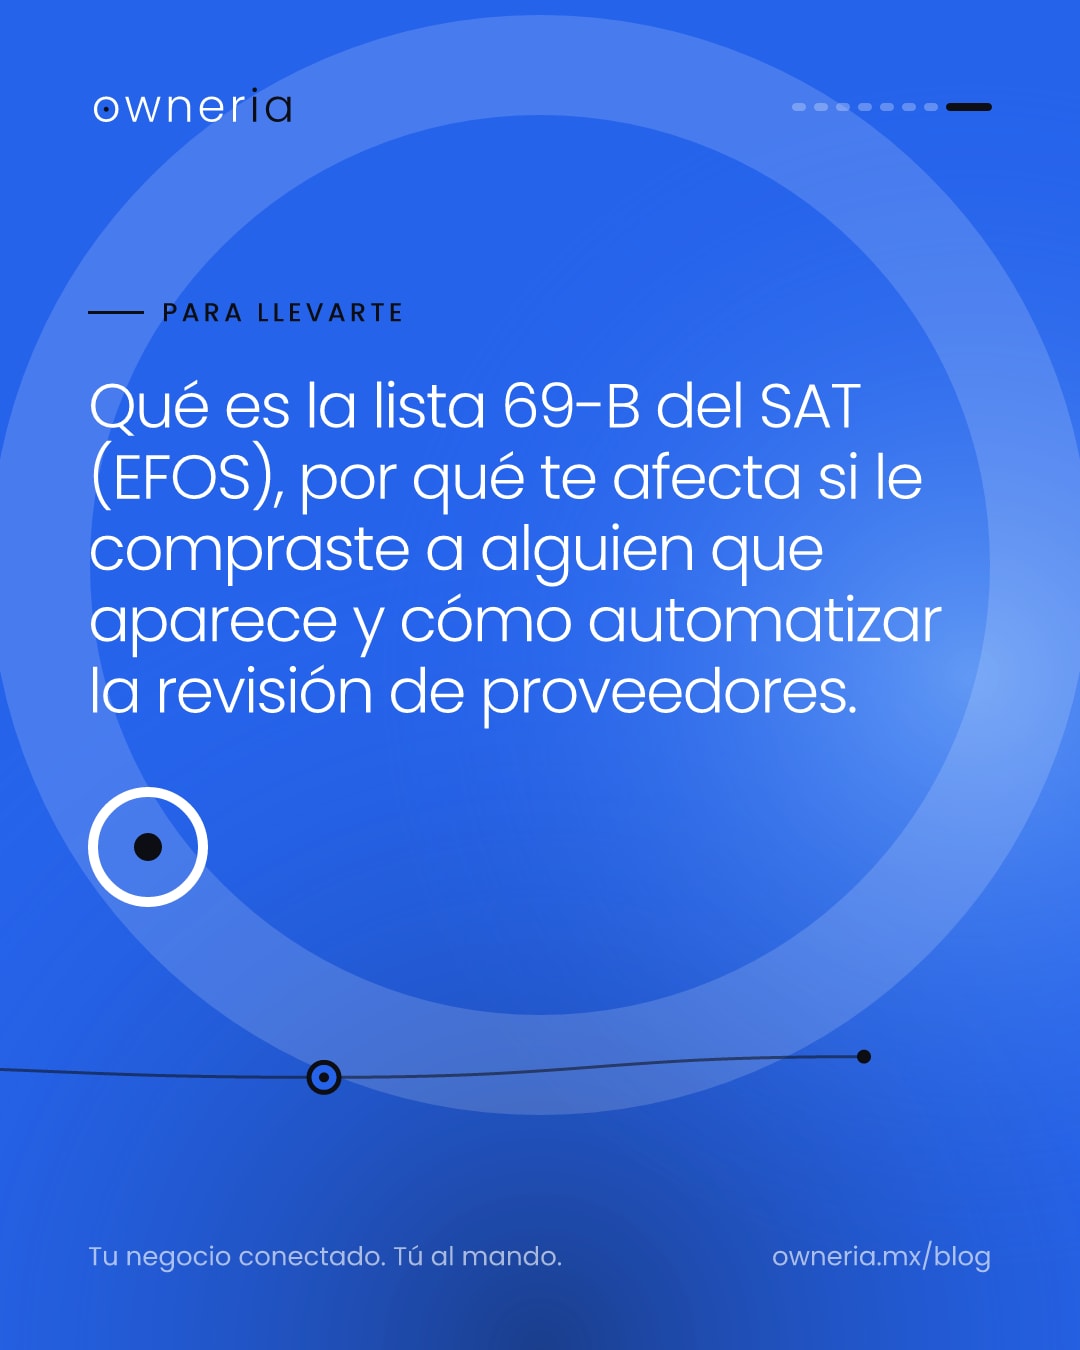 owneria
PARA LLEVARTE
Qué es la lista 69-B del SAT
(EFOS), por qué te afecta si le
compraste a alguien que
aparece y cómo automatizar
la revisión de proveedores.
Tu negocio conectado. Tú al mando.
owneria.mx/blog